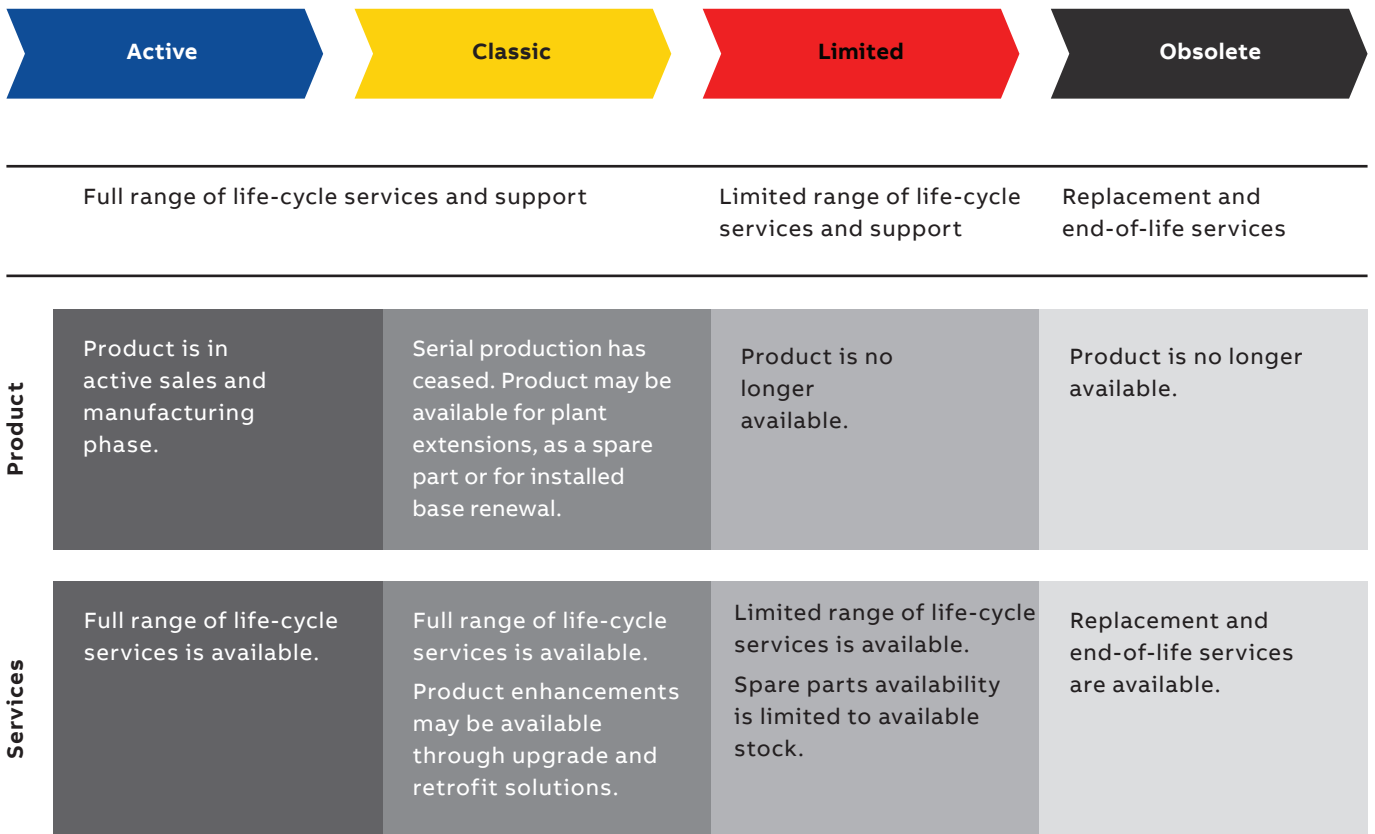 Active
Classic
Limited
Obsolete
Full range of life-cycle services and support
Limited range of life-cycle
services and support
Replacement and
end-of-life services
Product
Product is in
active sales and
manufacturing
phase.
Serial production has
ceased. Product may be
available for plant
extensions, as a spare
part or for installed
base renewal.
Product is no
longer
available.
Product is no longer
available.
Services
Full range of life-cycle
services is available.
Full range of life-cycle
services is available.
Product enhancements
may be available
through upgrade and
retrofit solutions.
Limited range of life-cycle
services is available.
Spare parts availability
is limited to available
stock.
Replacement and
end-of-life services
are available.